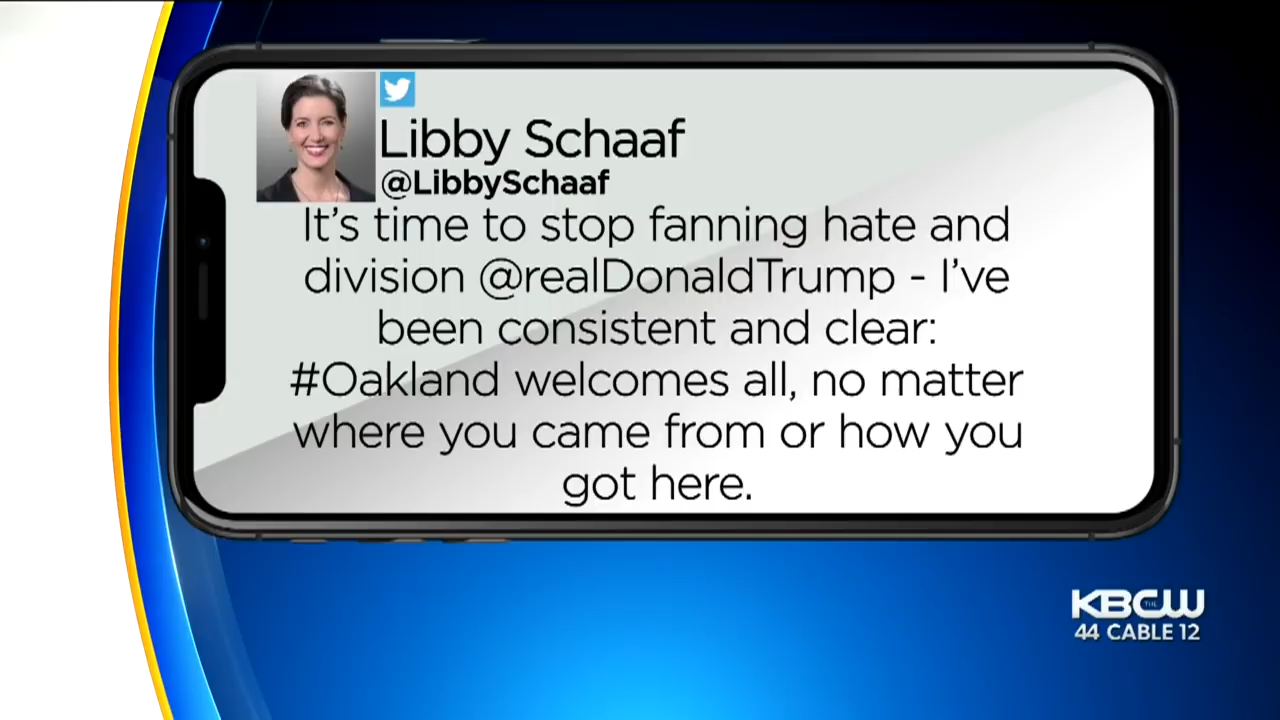 Libby Schaaf
@LibbySchaaf
It's time to stop fanning hate and
division @realDonaldTrump - I've
been consistent and clear:
#Oakland welcomes all, no matter
where you came from or how you
got here.
KBCW
THE
44 CABLE 12